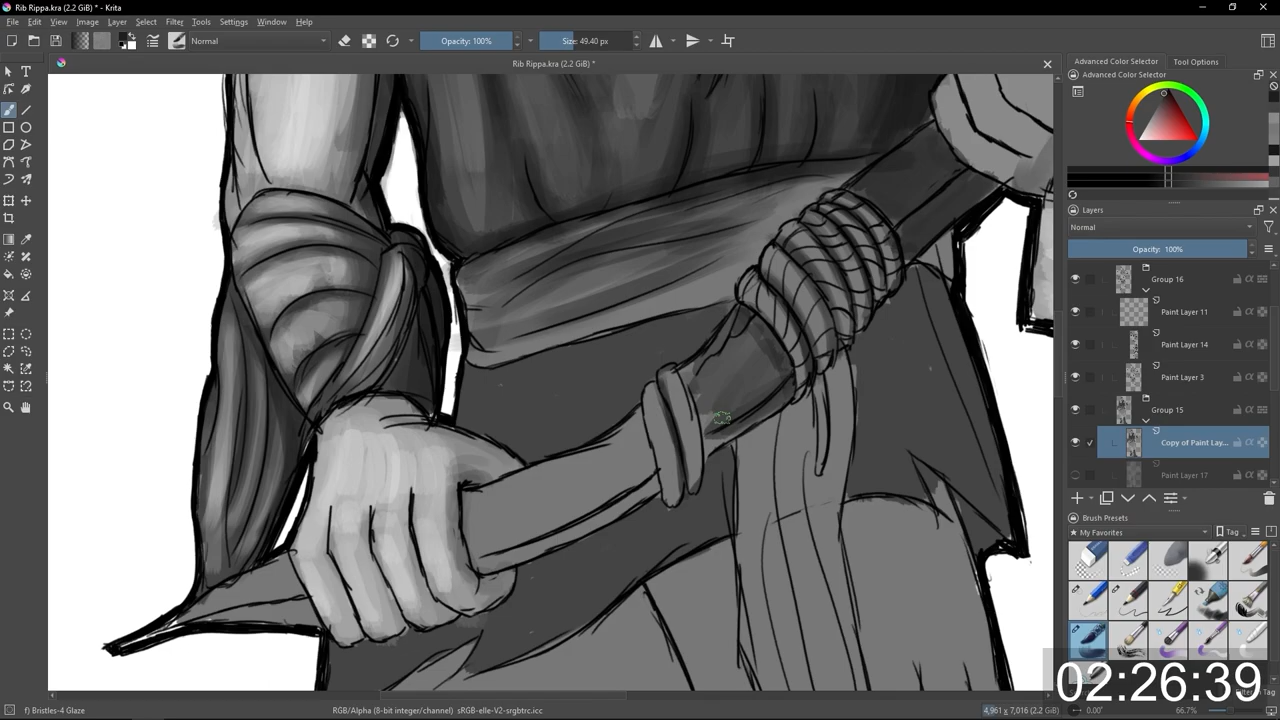 Rib Rippa.kra (2.2 GiB) * - Krita
File Edit View Image Layer Select Filter Tools Settings Window Help
Normal Opacity: 100% Size: 49.40 px
Rib Rippa.kra (2.2 GiB) *
Advanced Color Selector Tool Options
Advanced Color Selector
Layers
Normal
Opacity: 100%
Group 16
Paint Layer 11
Paint Layer 14
Paint Layer 3
Group 15
Copy of Paint Lay...
Paint Layer 17
Brush Presets
★ My Favorites Tag
02:26:39
f) Bristles-4 Glaze RGB/Alpha (8-bit integer/channel) sRGB-elle-V2-srgbtrc.icc 4,961 x 7,016 (2.2 GiB) 0.00° 66.7%